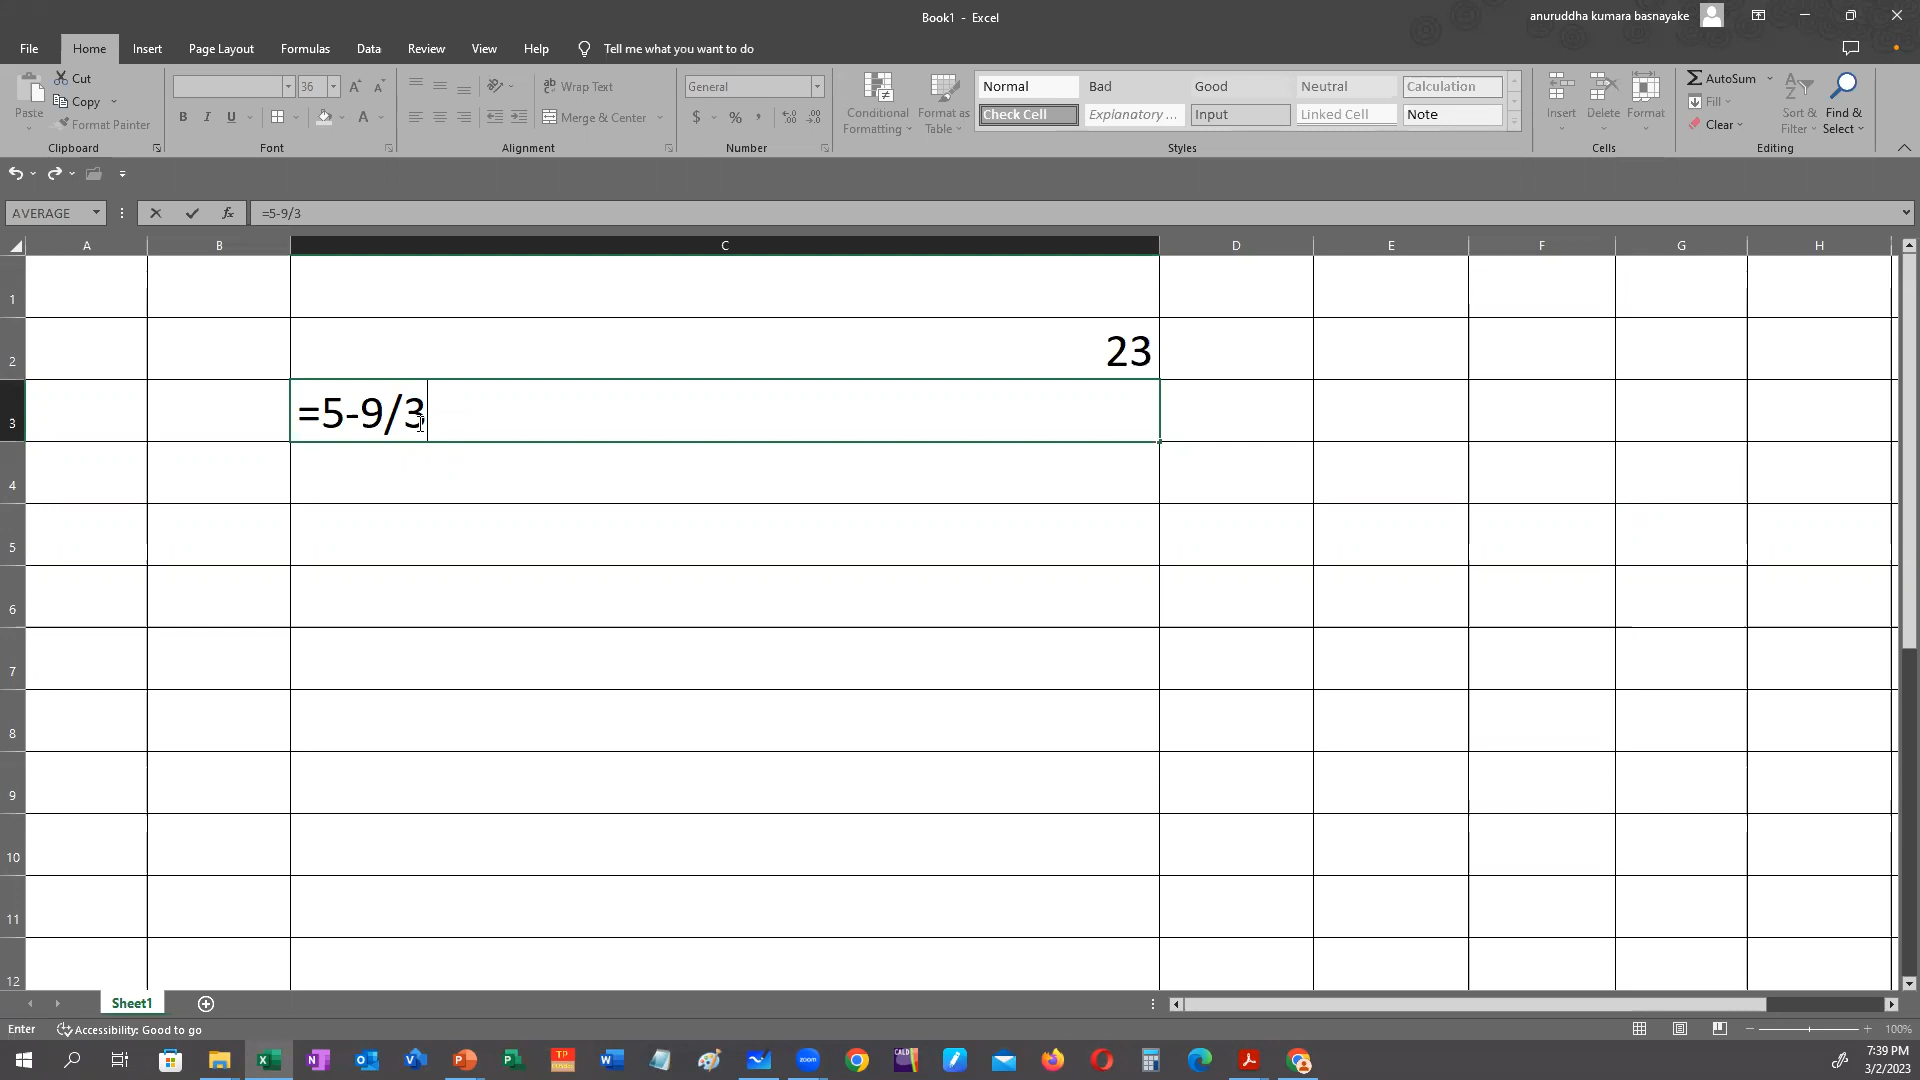 Book1 - Excel
anuruddha kumara basnayake
File Home Insert Page Layout Formulas Data Review View Help Tell me what you want to do
Paste
Cut
Copy
Format Painter
Clipboard
36
A A
B I U A
Font
ab Wrap Text
Merge & Center
Alignment
General
$ % ,
Number
Conditional Formatting
Format as Table
Normal Bad Good Neutral Calculation
Check Cell Explanatory ... Input Linked Cell Note
Styles
Insert Delete Format
Cells
AutoSum
Fill
Clear
Sort & Filter
Find & Select
Editing
AVERAGE fx =5-9/3
A B C D E F G H
1
2 23
3 =5-9/3
4
5
6
7
8
9
10
11
12
Sheet1
Enter Accessibility: Good to go 100%
7:39 PM
3/2/2023